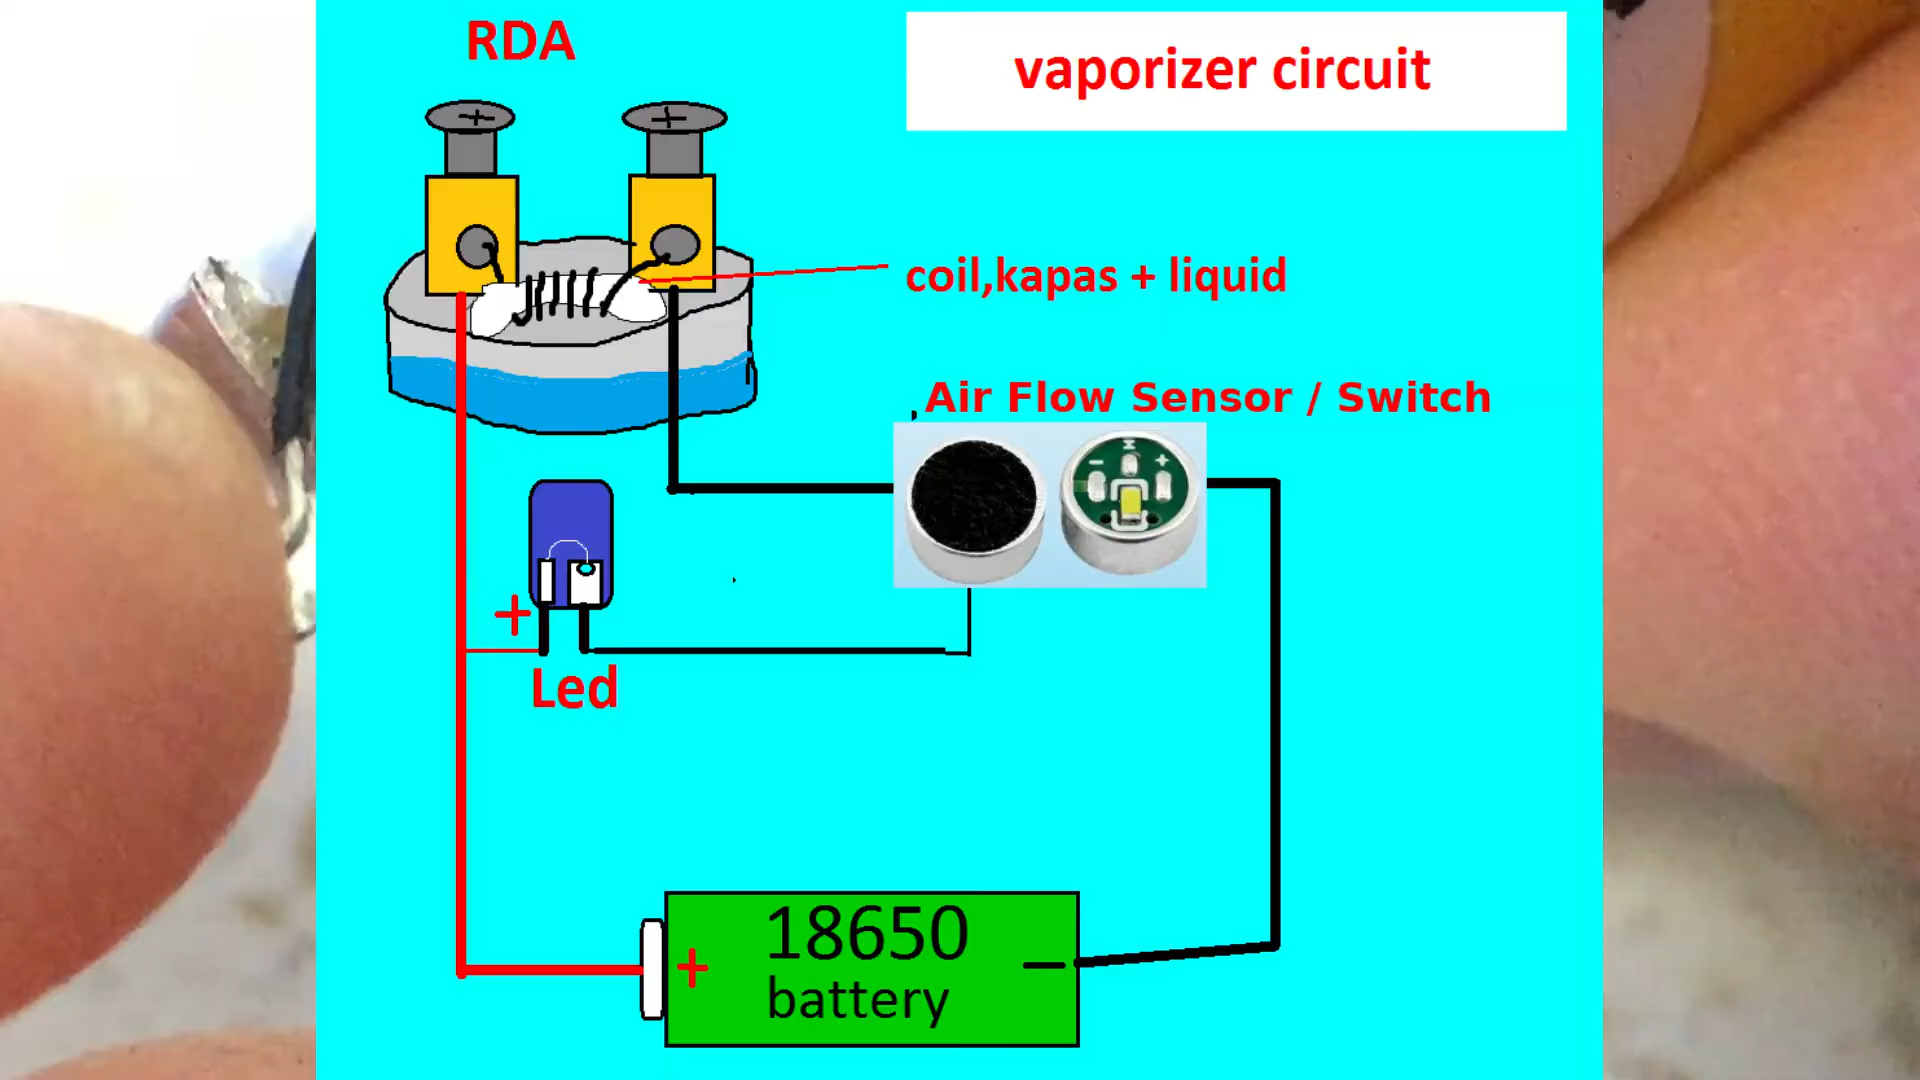 RDA
vaporizer circuit
coil,kapas + liquid
Air Flow Sensor / Switch
- +
+
Led
18650
+ -
battery